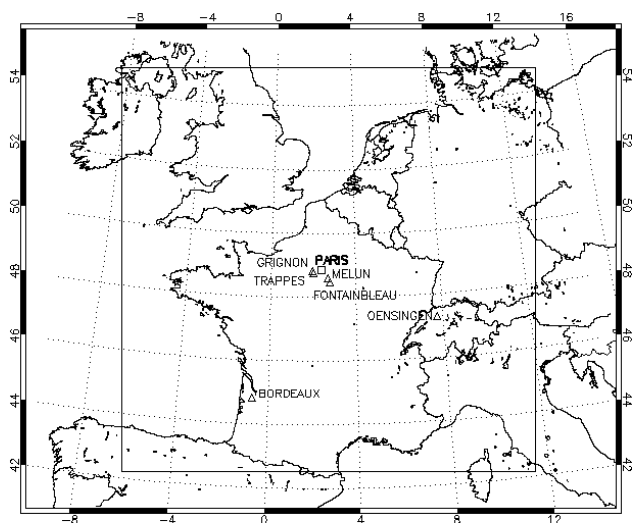 -8 -4 0 4 8 12 16
54 54
52 52
50 50
48 48
46 46
44 44
42 42
GRIGNON PARIS
TRAPPES MELUN
FONTAINBLEAU
OENSINGEN
BORDEAUX
-8 -4 0 4 8 12